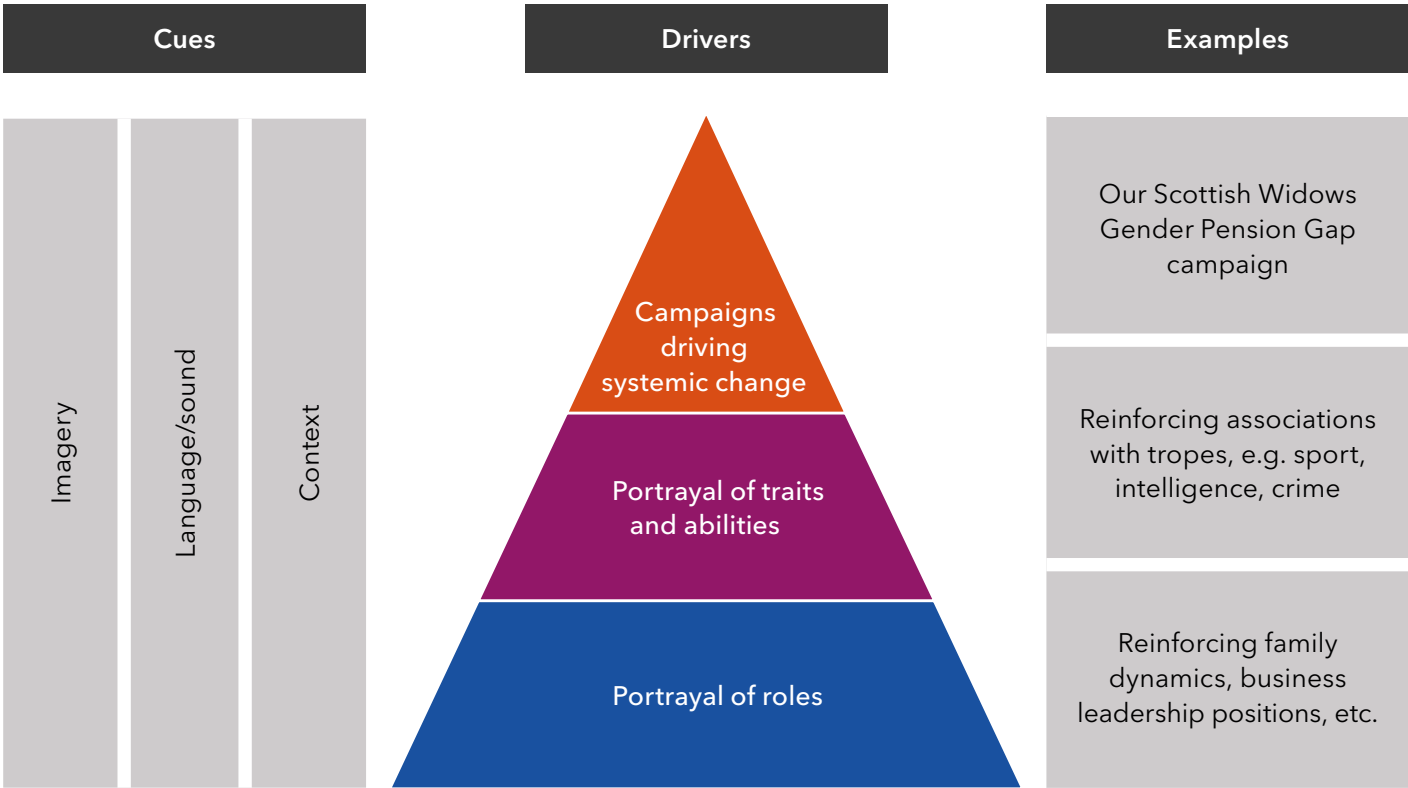 Cues
Drivers
Examples
Imagery
Language/sound
Context
Campaigns
driving
systemic change
Portrayal of traits
and abilities
Portrayal of roles
Our Scottish Widows
Gender Pension Gap
campaign
Reinforcing associations
with tropes, e.g. sport,
intelligence, crime
Reinforcing family
dynamics, business
leadership positions, etc.